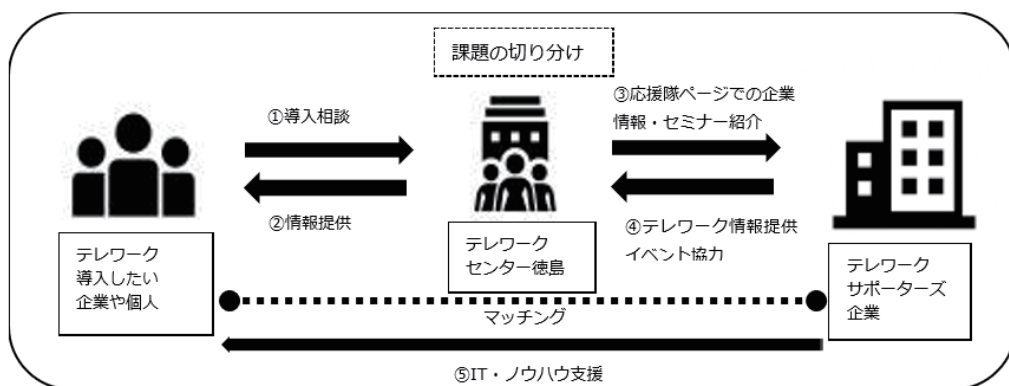 課題の切り分け
①導入相談
②情報提供
③応援隊ページでの企業
情報・セミナー紹介
④テレワーク情報提供
イベント協力
テレワーク
導入したい
企業や個人
テレワーク
センター徳島
テレワーク
サポーターズ
企業
マッチング
⑤IT・ノウハウ支援